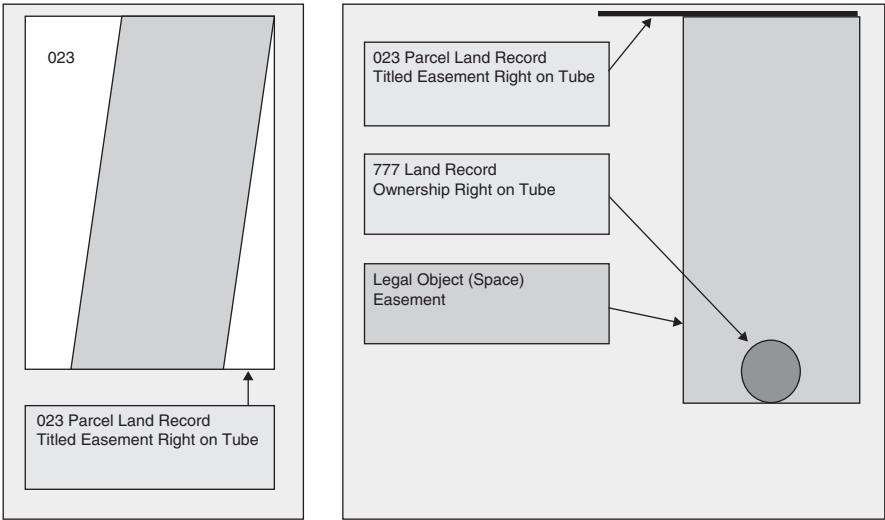 023
023 Parcel Land Record
Titled Easement Right on Tube
023 Parcel Land Record
Titled Easement Right on Tube
777 Land Record
Ownership Right on Tube
Legal Object (Space)
Easement